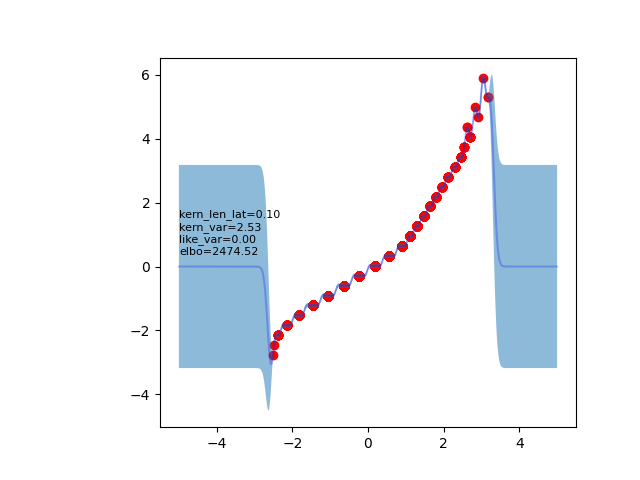 6
4
2
kern_len_lat=0.10
kern_var=2.53
like_var=0.00
elbo=2474.52
0
−2
−4
−4 −2 0 2 4